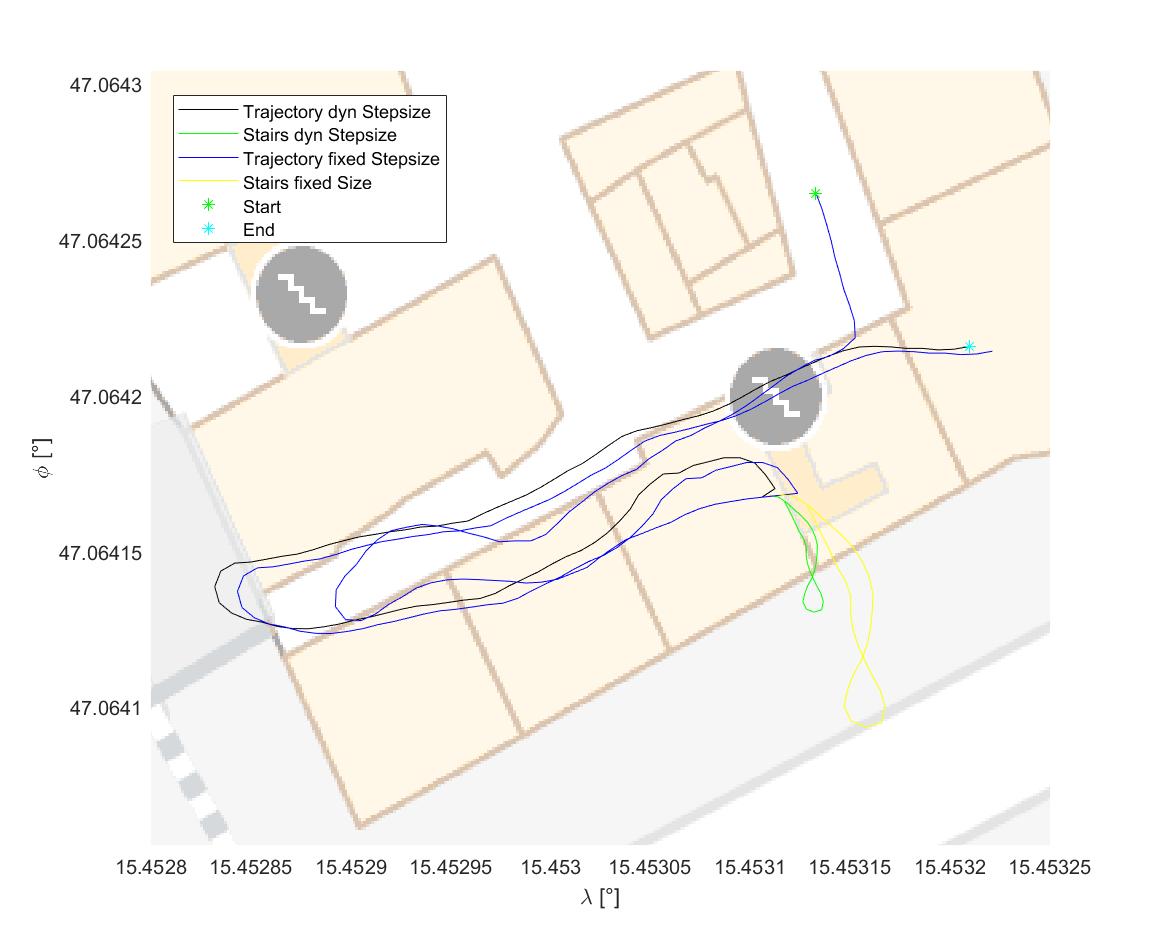 47.0643
47.06425
47.0642
47.06415
47.0641
ϕ [°]
Trajectory dyn Stepsize
Stairs dyn Stepsize
Trajectory fixed Stepsize
Stairs fixed Size
Start
End
15.4528 15.45285 15.4529 15.45295 15.453 15.45305 15.4531 15.45315 15.4532 15.45325
λ [°]